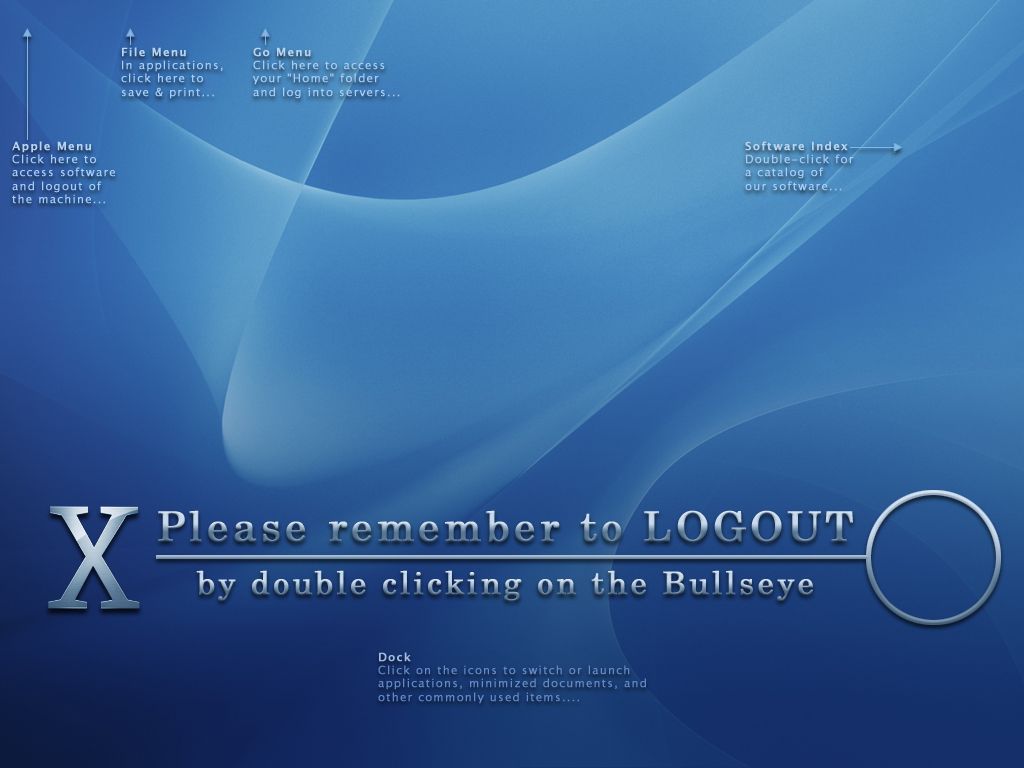 File Menu
In applications,
click here to
save & print...
Go Menu
Click here to access
your "Home" folder
and log into servers...
Apple Menu
Click here to
access software
and logout of
the machine...
Software Index
Double-click for
a catalog of
our software...
X
Please remember to LOGOUT
by double clicking on the Bullseye
Dock
Click on the icons to switch or launch
applications, minimized documents, and
other commonly used items....